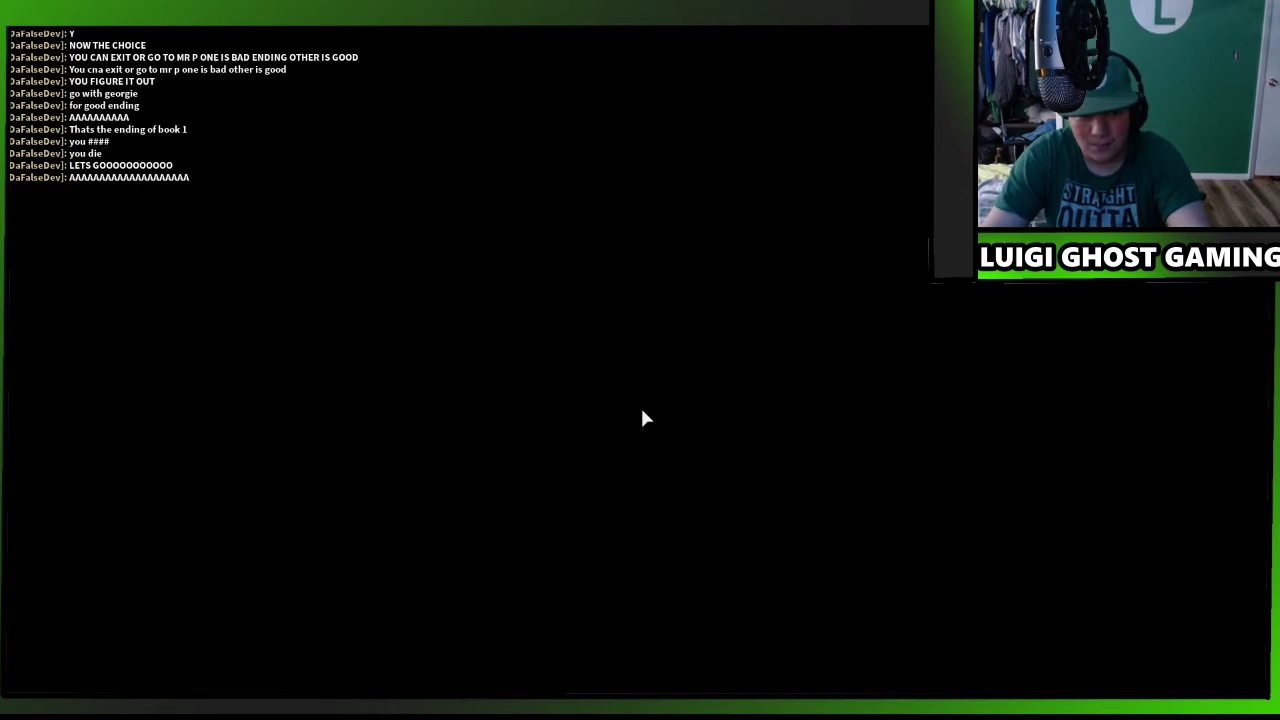 DaFalseDev]: Y
DaFalseDev]: NOW THE CHOICE
DaFalseDev]: YOU CAN EXIT OR GO TO MR P ONE IS BAD ENDING OTHER IS GOOD
DaFalseDev]: You cna exit or go to mr p one is bad other is good
DaFalseDev]: YOU FIGURE IT OUT
DaFalseDev]: go with georgie
DaFalseDev]: for good ending
DaFalseDev]: AAAAAAAAAA
DaFalseDev]: Thats the ending of book 1
DaFalseDev]: you ####
DaFalseDev]: you die
DaFalseDev]: LETS GOOOOOOOOOOO
DaFalseDev]: AAAAAAAAAAAAAAAAAAAA
L
STRAIGHT
OUTTA
LUIGI GHOST GAMING